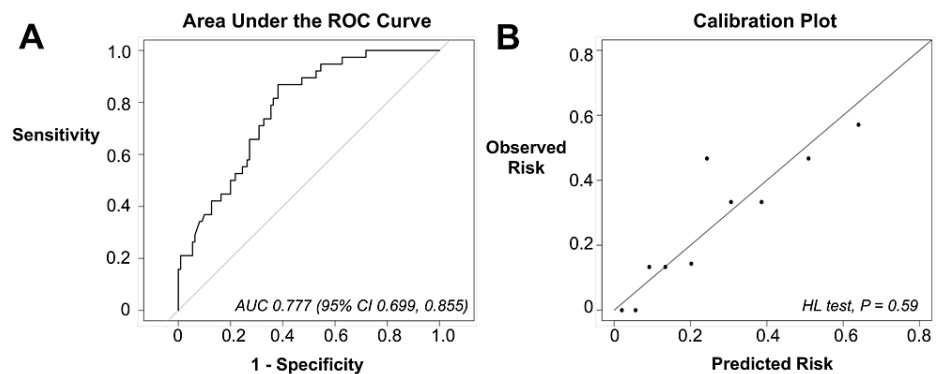 A
Area Under the ROC Curve
1.0
0.8
Sensitivity
0.6
0.4
0.2
0
AUC 0.777 (95% CI 0.699, 0.855)
0 0.2 0.4 0.6 0.8 1.0
1 - Specificity
B
Calibration Plot
0.8
0.6
Observed
Risk
0.4
0.2
0
HL test, P = 0.59
0 0.2 0.4 0.6 0.8
Predicted Risk